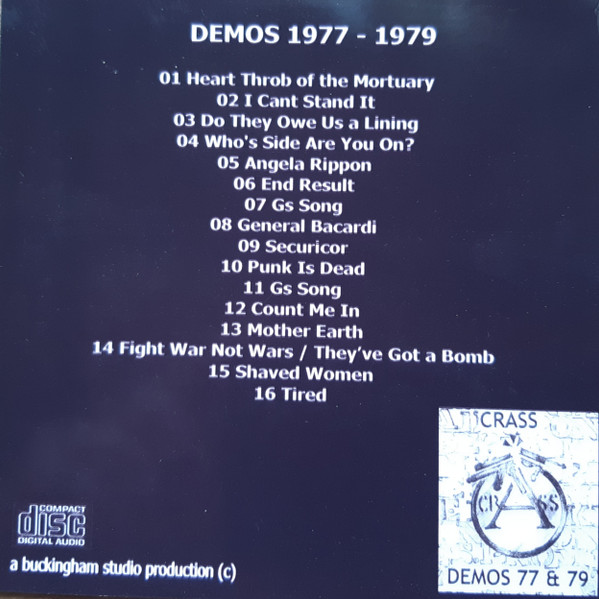 DEMOS 1977 - 1979
01 Heart Throb of the Mortuary
02 I Cant Stand It
03 Do They Owe Us a Lining
04 Who's Side Are You On?
05 Angela Rippon
06 End Result
07 Gs Song
08 General Bacardi
09 Securicor
10 Punk Is Dead
11 Gs Song
12 Count Me In
13 Mother Earth
14 Fight War Not Wars / They've Got a Bomb
15 Shaved Women
16 Tired
CRASS
CRASS
DEMOS 77 & 79
COMPACT
disc
DIGITAL AUDIO
a buckingham studio production (c)